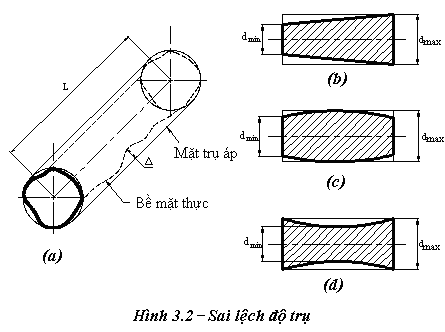 L
Δ
Mặt trụ áp
Bề mặt thực
(a)
dmin
dmax
(b)
dmin
dmax
(c)
dmin
dmax
(d)
Hình 3.2 – Sai lệch độ trụ